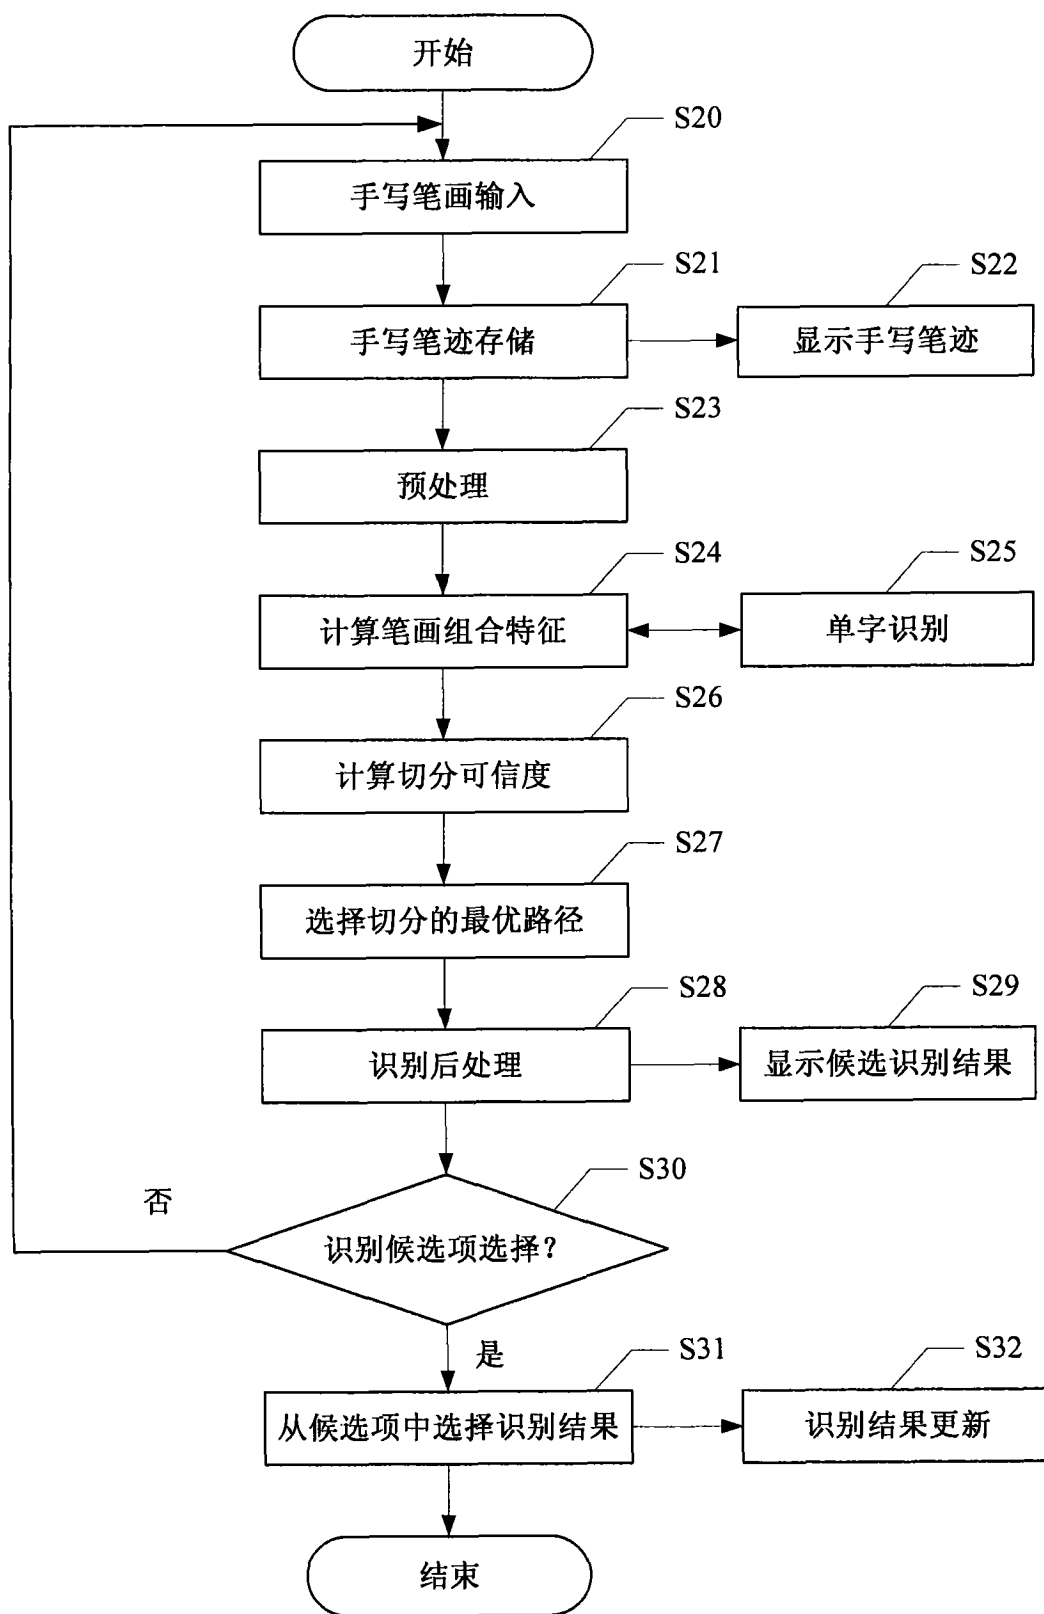 开始
S20
手写笔画输入
S21
手写笔迹存储
S22
显示手写笔迹
S23
预处理
S24
计算笔画组合特征
S25
单字识别
S26
计算切分可信度
S27
选择切分的最优路径
S28
识别后处理
S29
显示候选识别结果
S30
识别候选项选择？
否
是
S31
从候选项中选择识别结果
S32
识别结果更新
结束